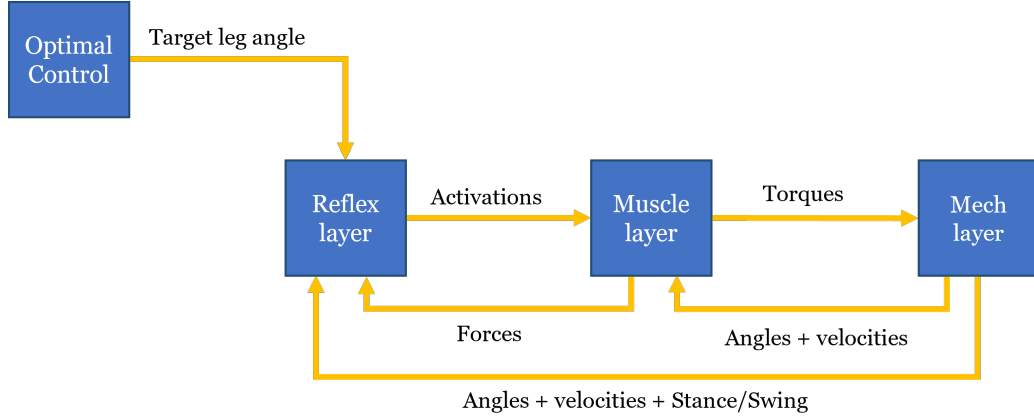 Optimal
Control
Target leg angle
Reflex
layer
Activations
Muscle
layer
Torques
Mech
layer
Forces
Angles + velocities
Angles + velocities + Stance/Swing